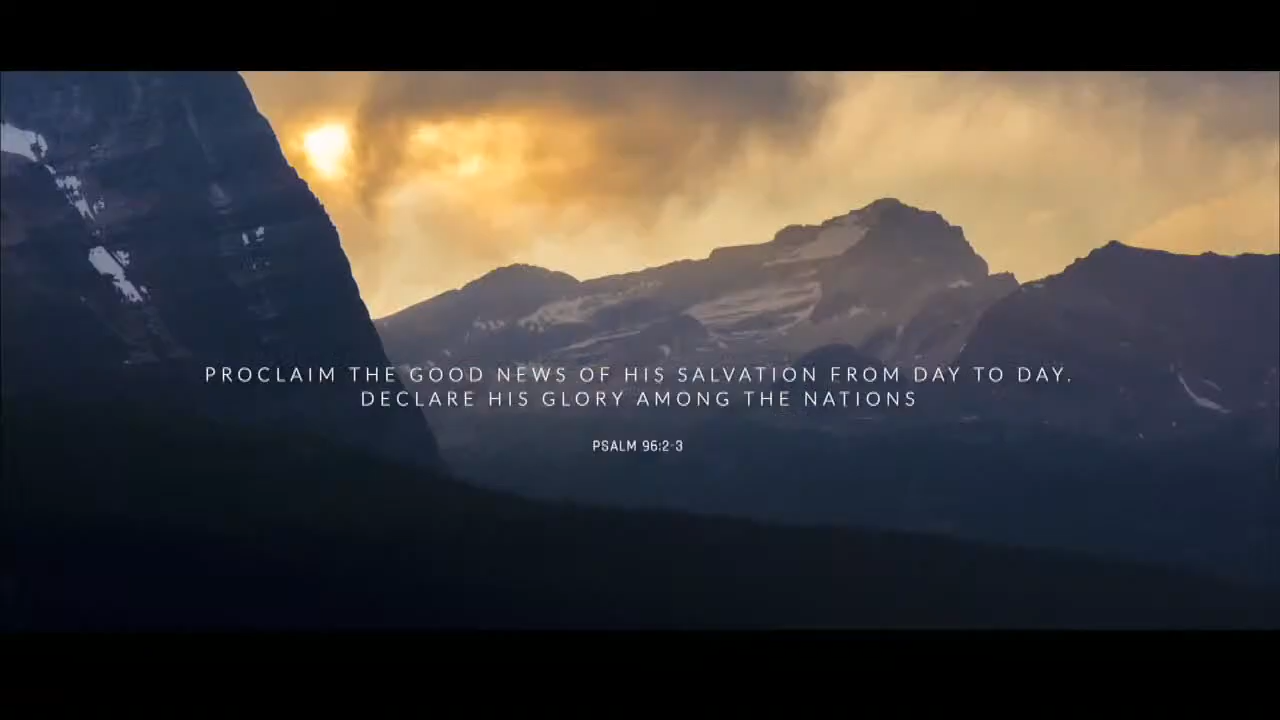 PROCLAIM THE GOOD NEWS OF HIS SALVATION FROM DAY TO DAY.
DECLARE HIS GLORY AMONG THE NATIONS
PSALM 96:2-3